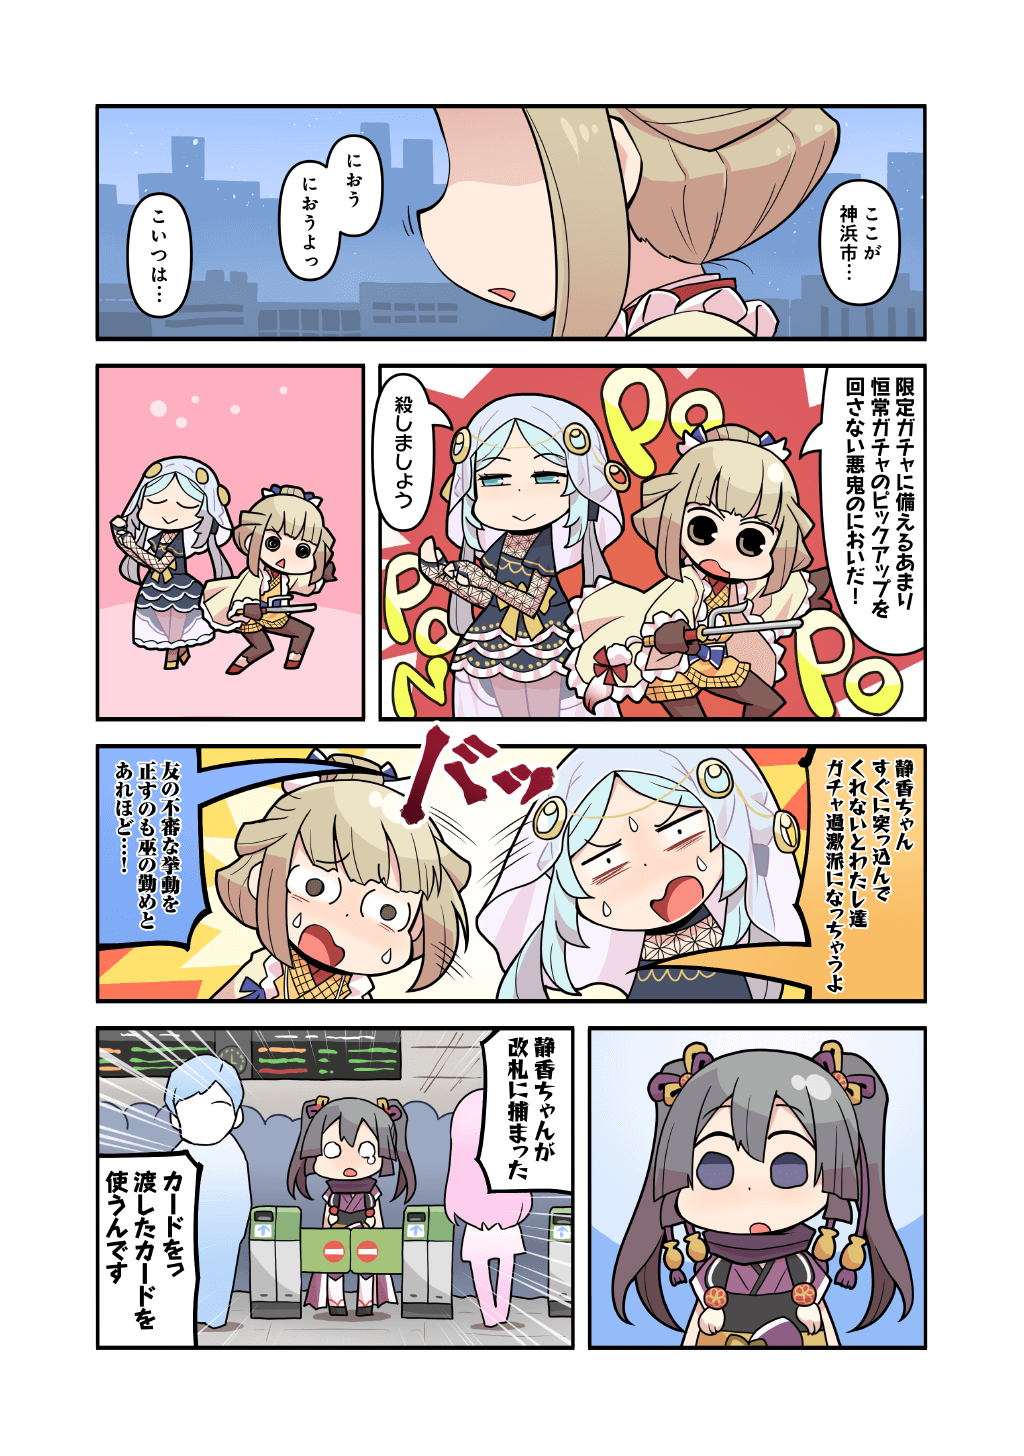 ここが
神浜市…
におう
におうよっ
こいつは…
限定ガチャに備えるあまり
恒常ガチャのピックアップを
回さない悪鬼のにおいだ！
殺しましょう
Po
Po
Po
Po
N
静香ちゃん
すぐに突っ込んで
くれないとわたし達
ガチャ過激派になっちゃうよ
バッ
友の不審な挙動を
正すのも巫の勤めと
あれほど…！
静香ちゃんが
改札に捕まった
カードをっ
渡したカードを
使うんです